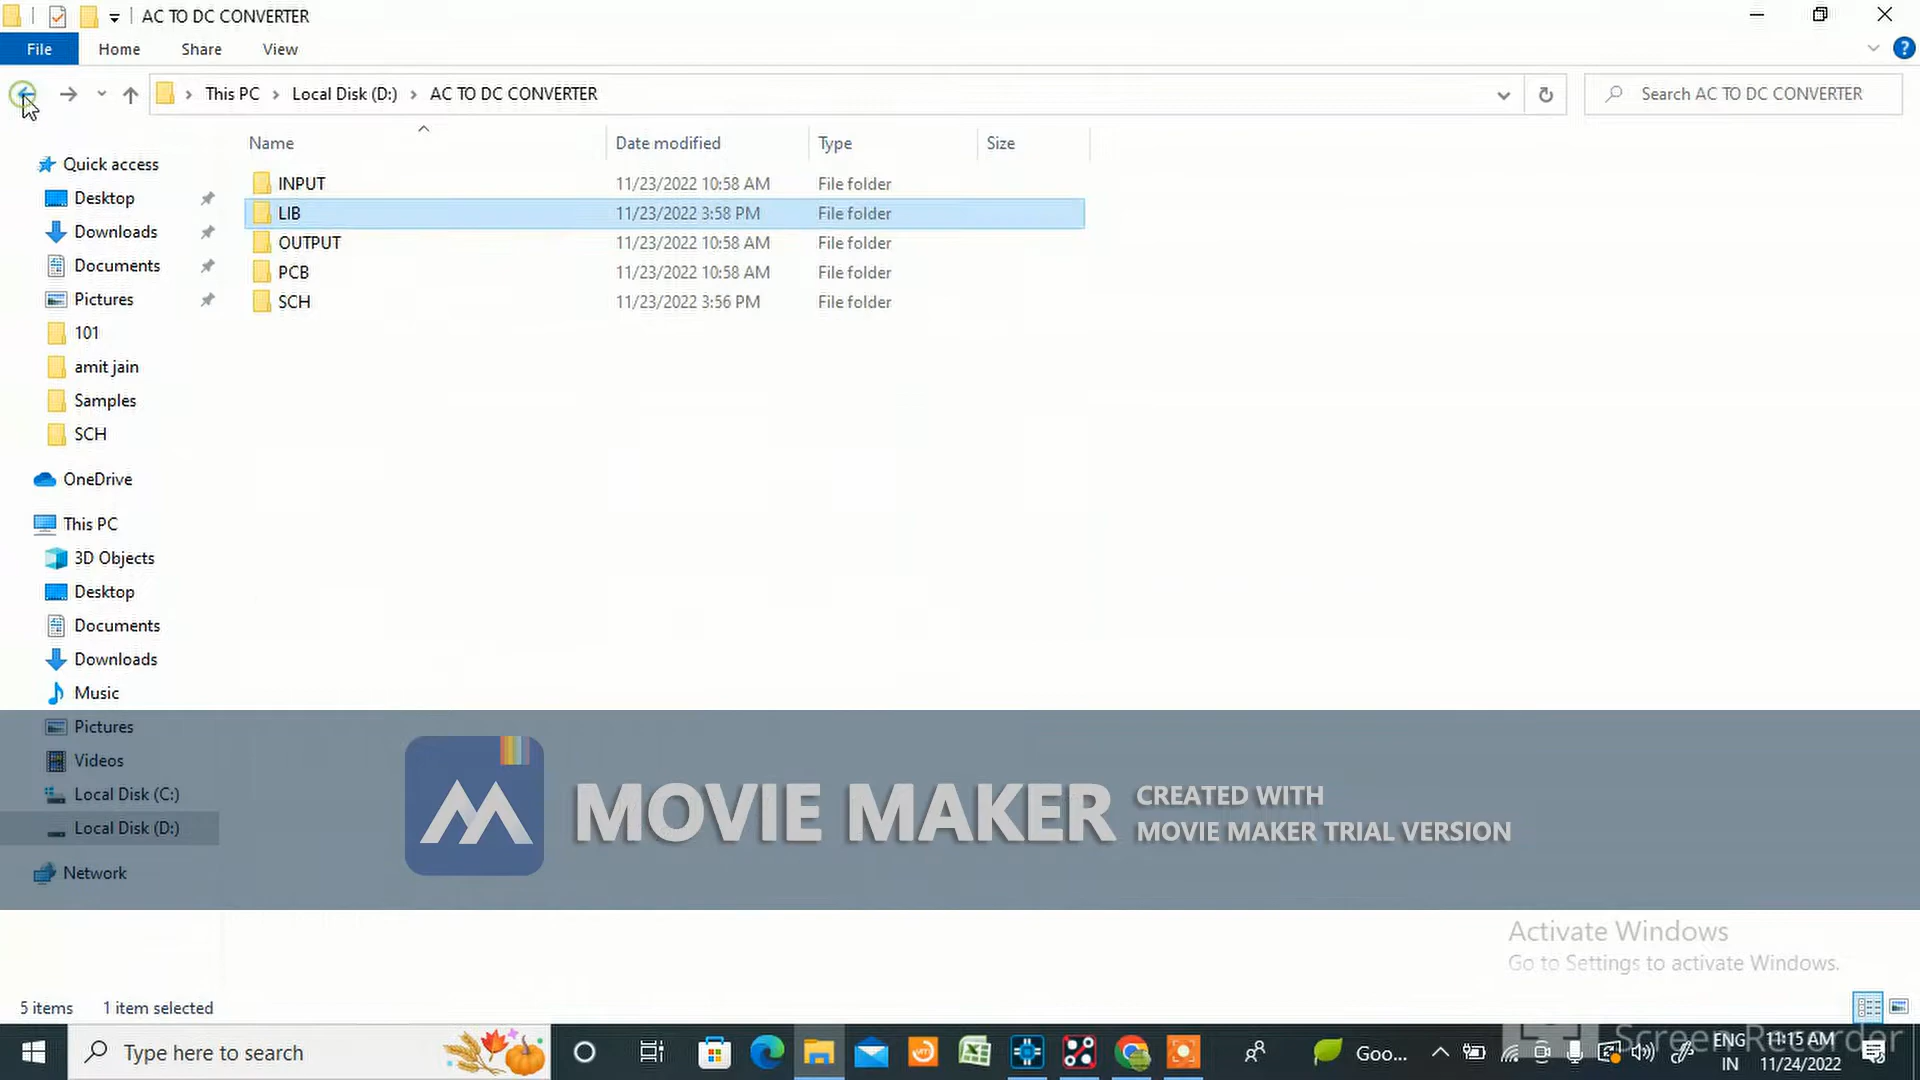 AC TO DC CONVERTER
File Home Share View
This PC Local Disk (D:) AC TO DC CONVERTER Search AC TO DC CONVERTER
Name Date modified Type Size
INPUT 11/23/2022 10:58 AM File folder
LIB 11/23/2022 3:58 PM File folder
OUTPUT 11/23/2022 10:58 AM File folder
PCB 11/23/2022 10:58 AM File folder
SCH 11/23/2022 3:56 PM File folder
Quick access
Desktop
Downloads
Documents
Pictures
101
amit jain
Samples
SCH
OneDrive
This PC
3D Objects
Desktop
Documents
Downloads
Music
Pictures
Videos
Local Disk (C:)
Local Disk (D:)
Network
MOVIE MAKER
CREATED WITH
MOVIE MAKER TRIAL VERSION
Activate Windows
Go to Settings to activate Windows.
5 items 1 item selected
Screen Recorder
Type here to search Goo... ENG 11:15 AM
IN 11/24/2022